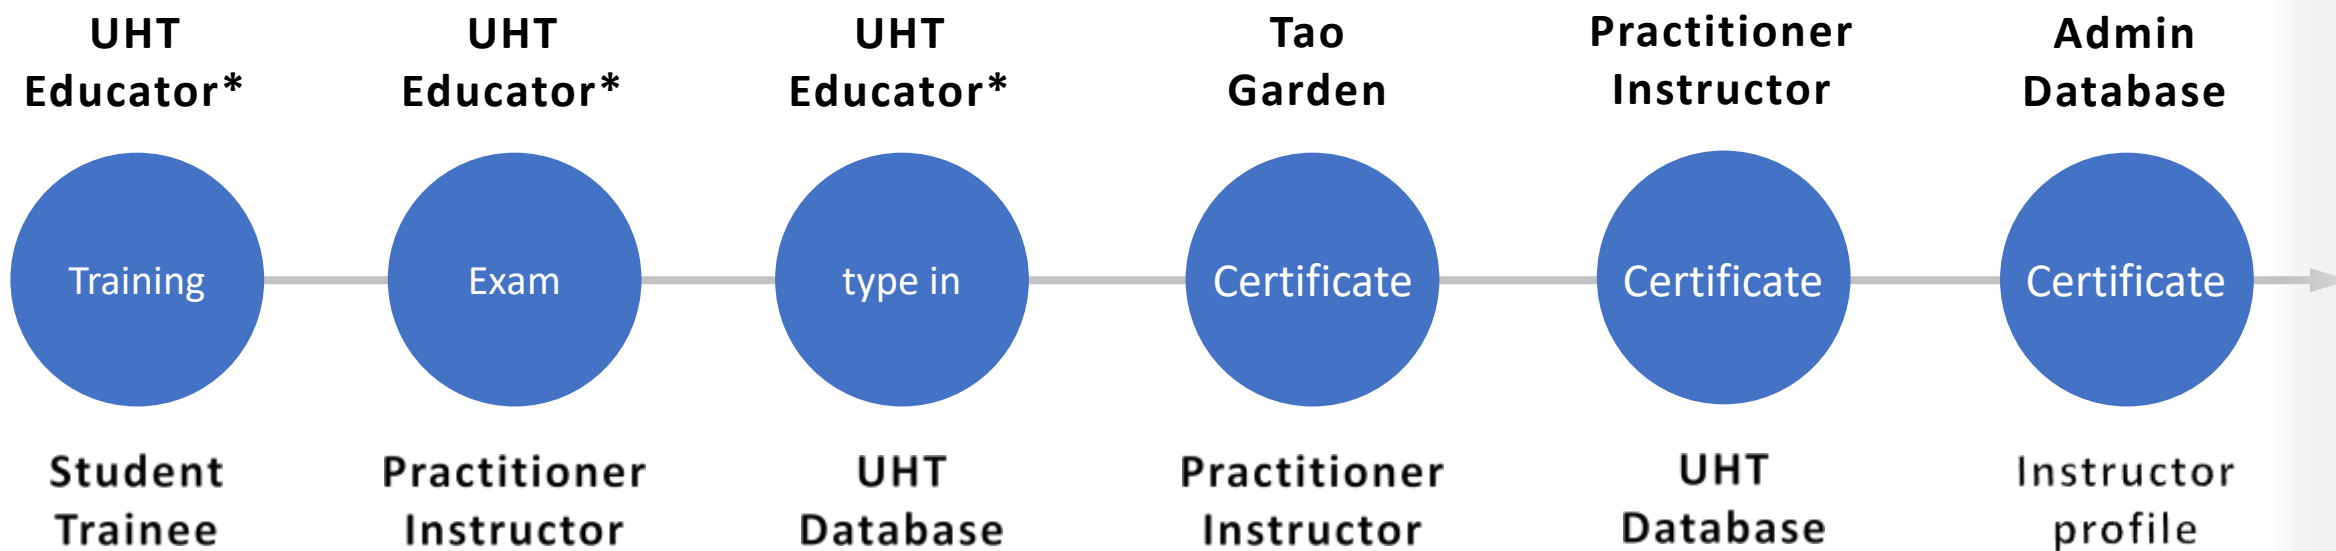 UHT
Educator*
UHT
Educator*
UHT
Educator*
Tao
Garden
Practitioner
Instructor
Admin
Database
Training
Exam
type in
Certificate
Certificate
Certificate
Student
Trainee
Practitioner
Instructor
UHT
Database
Practitioner
Instructor
UHT
Database
Instructor
profile